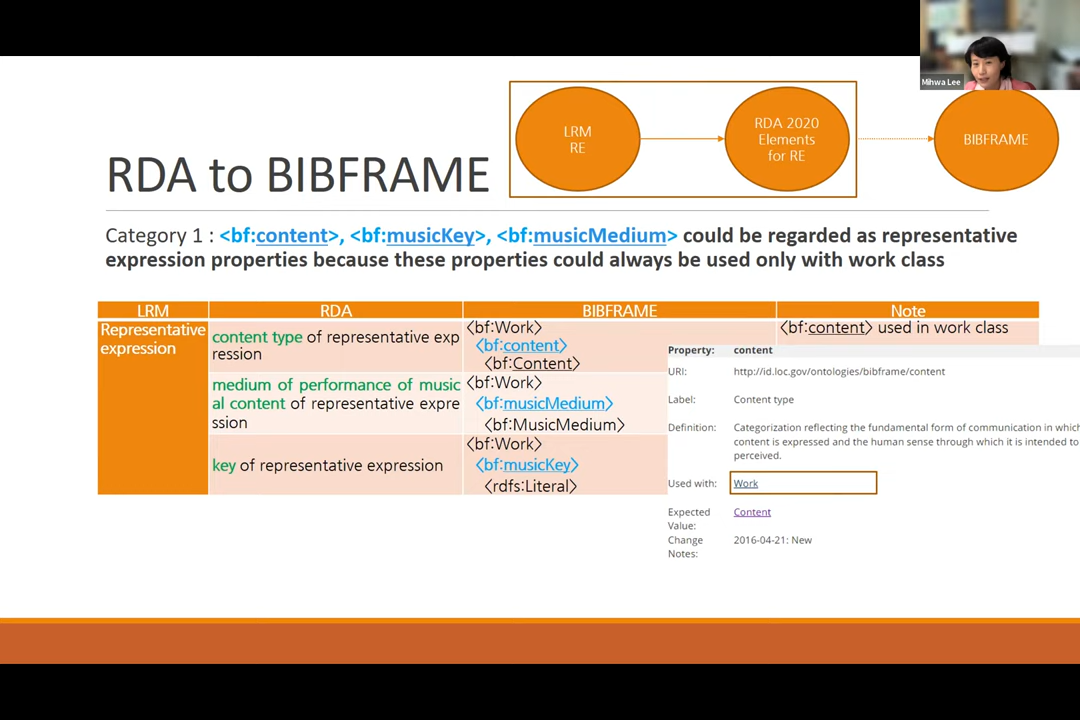 Mihwa Lee
LRM
RE
RDA 2020
Elements
for RE
BIBFRAME
RDA to BIBFRAME
Category 1 : <bf:content>, <bf:musicKey>, <bf:musicMedium> could be regarded as representative
expression properties because these properties could always be used only with work class
LRM RDA BIBFRAME Note
Representative
expression
content type of representative exp
ression
<bf:Work>
<bf:content>
<bf:Content>
<bf:content> used in work class
medium of performance of music
al content of representative expre
ssion
<bf:Work>
<bf:musicMedium>
<bf:MusicMedium>
key of representative expression
<bf:Work>
<bf:musicKey>
<rdfs:Literal>
Property: content
URI: http://id.loc.gov/ontologies/bibframe/content
Label: Content type
Definition: Categorization reflecting the fundamental form of communication in which
content is expressed and the human sense through which it is intended to
perceived.
Used with: Work
Expected Content
Value:
Change 2016-04-21: New
Notes: